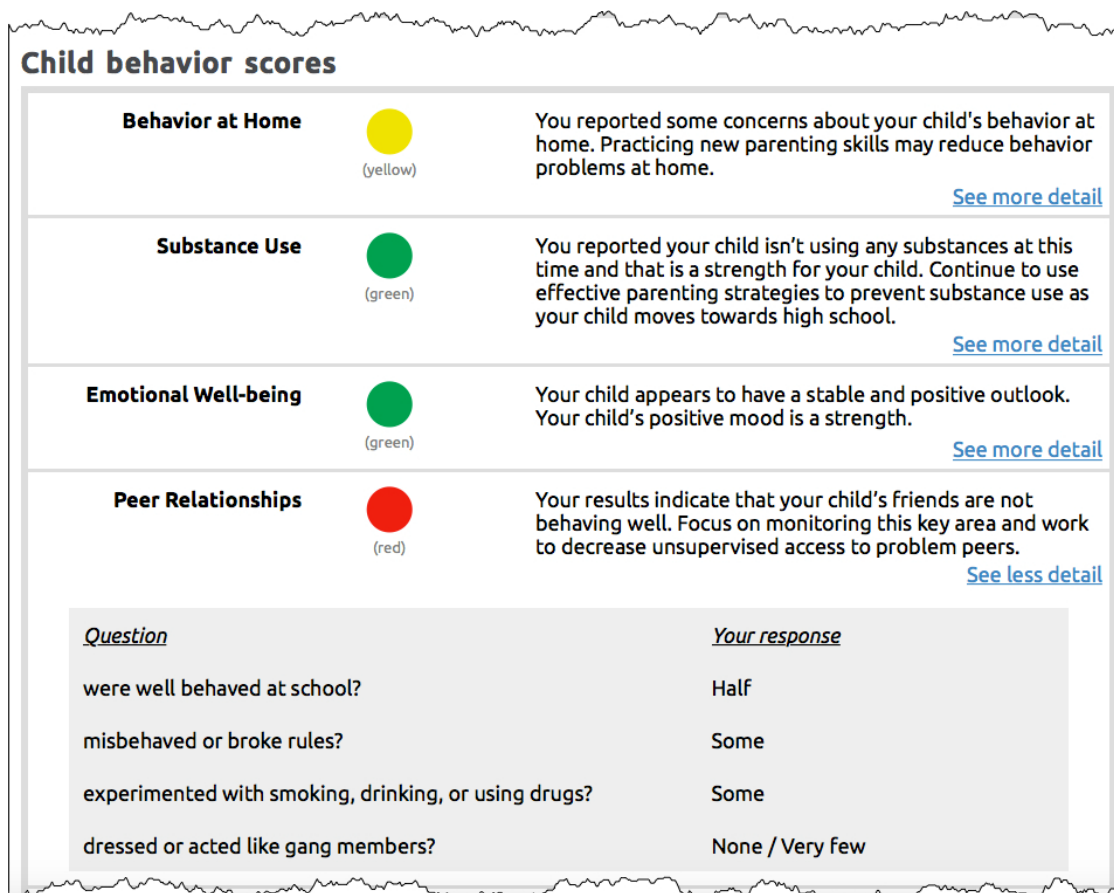 Child behavior scores
Behavior at Home
(yellow)
You reported some concerns about your child's behavior at
home. Practicing new parenting skills may reduce behavior
problems at home.
See more detail
Substance Use
(green)
You reported your child isn’t using any substances at this
time and that is a strength for your child. Continue to use
effective parenting strategies to prevent substance use as
your child moves towards high school.
See more detail
Emotional Well-being
(green)
Your child appears to have a stable and positive outlook.
Your child’s positive mood is a strength.
See more detail
Peer Relationships
(red)
Your results indicate that your child’s friends are not
behaving well. Focus on monitoring this key area and work
to decrease unsupervised access to problem peers.
See less detail
Question Your response
were well behaved at school? Half
misbehaved or broke rules? Some
experimented with smoking, drinking, or using drugs? Some
dressed or acted like gang members? None / Very few